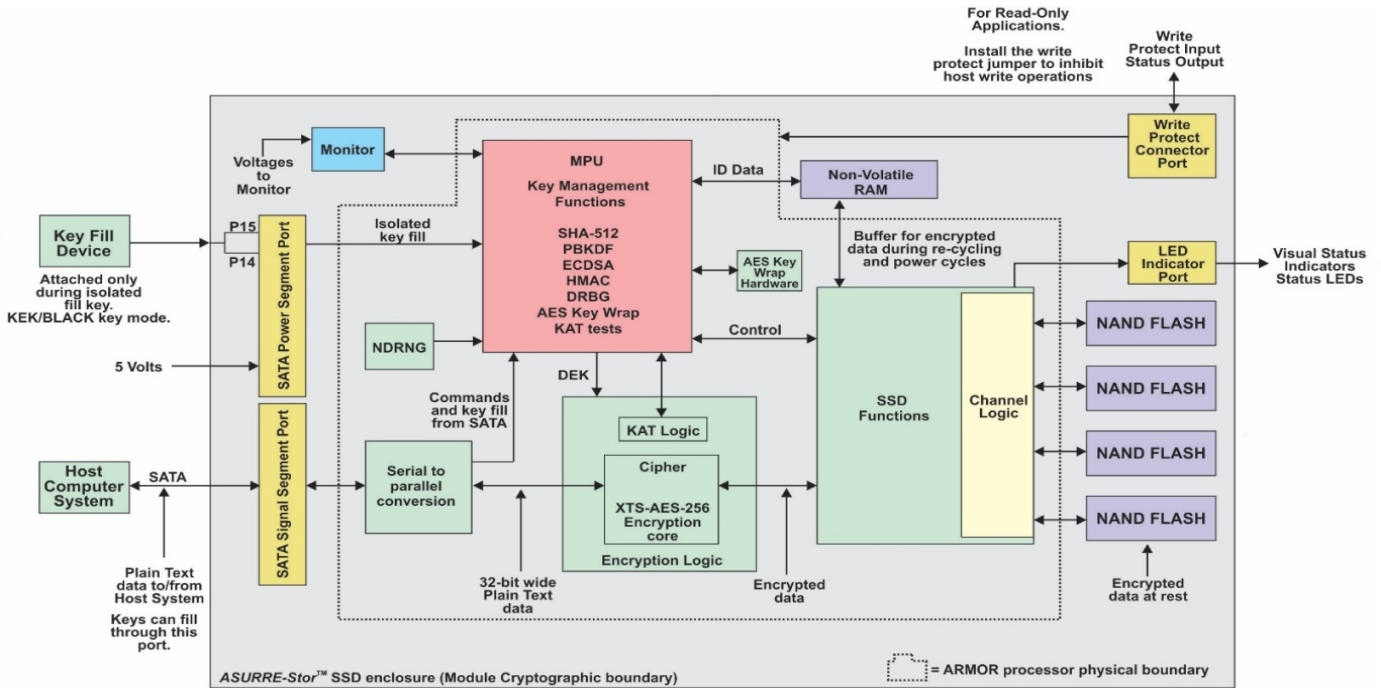 For Read-Only
Applications.
Install the write
protect jumper to inhibit
host write operations
Write
Protect Input
Status Output
Write
Protect
Connector
Port
Voltages
to
Monitor
Monitor
MPU
Key Management
Functions
SHA-512
PBKDF
ECDSA
HMAC
DRBG
AES Key Wrap
KAT tests
ID Data
Non-Volatile
RAM
Key Fill
Device
Attached only
during isolated
fill key.
KEK/BLACK key mode.
P15
P14
SATA Power Segment Port
Isolated
key fill
Buffer for encrypted
data during re-cycling
and power cycles
AES Key
Wrap
Hardware
LED
Indicator
Port
Visual Status
Indicators
Status LEDs
5 Volts
NDRNG
Control
DEK
Commands
and key fill
from SATA
KAT Logic
SSD
Functions
Channel
Logic
NAND FLASH
NAND FLASH
NAND FLASH
NAND FLASH
Host
Computer
System
SATA
SATA Signal Segment Port
Serial to
parallel
conversion
Cipher
XTS-AES-256
Encryption
core
Encryption Logic
Plain Text
data to/from
Host System
Keys can fill
through this
port.
32-bit wide
Plain Text
data
Encrypted
data
Encrypted
data at rest
ASURRE-Stor™ SSD enclosure (Module Cryptographic boundary)
= ARMOR processor physical boundary